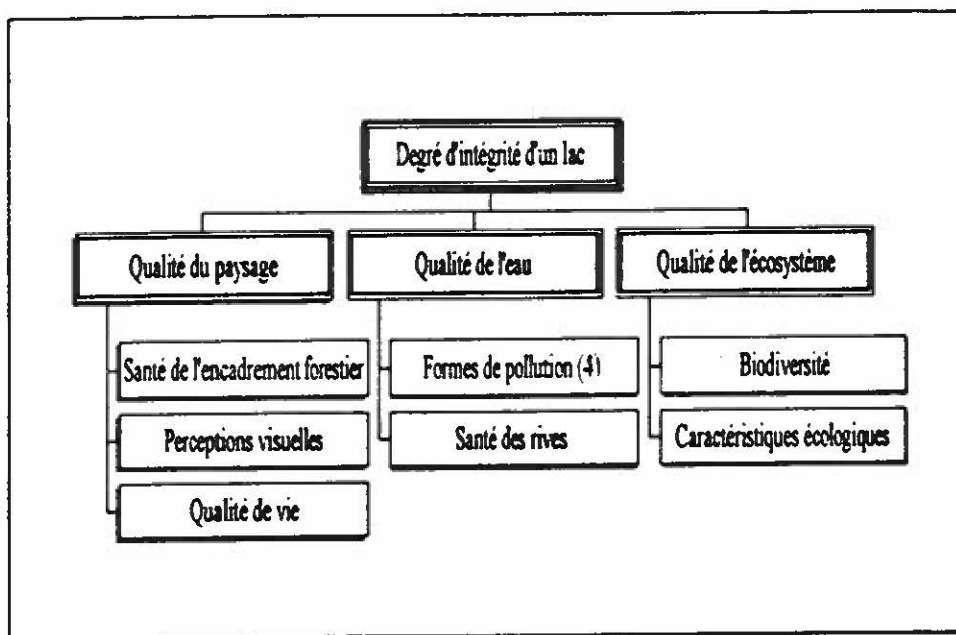 Degré d'intégrité d'un lac
Qualité du paysage
Qualité de l'eau
Qualité de l'écosystème
Santé de l'encadrement forestier
Formes de pollution (4)
Biodiversité
Perceptions visuelles
Santé des rives
Caractéristiques écologiques
Qualité de vie